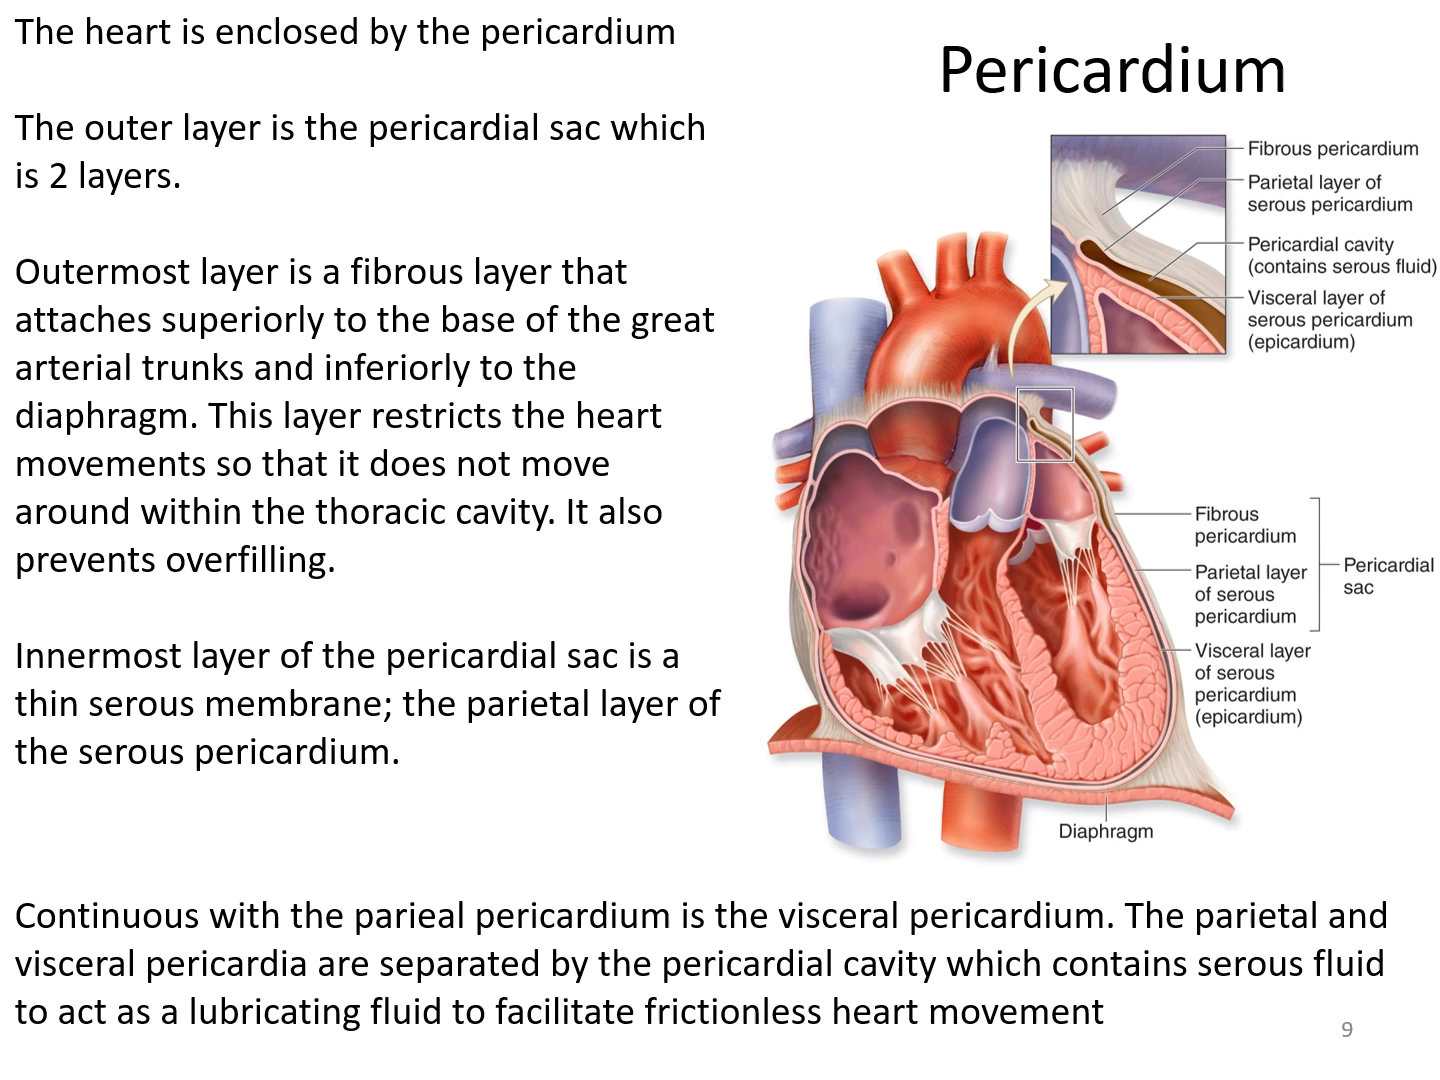 The heart is enclosed by the pericardium
The outer layer is the pericardial sac which
is 2 layers.
Outermost layer is a fibrous layer that
attaches superiorly to the base of the great
arterial trunks and inferiorly to the
diaphragm. This layer restricts the heart
movements so that it does not move
around within the thoracic cavity. It also
prevents overfilling.
Innermost layer of the pericardial sac is a
thin serous membrane; the parietal layer of
the serous pericardium.
Pericardium
Fibrous pericardium
Parietal layer of
serous pericardium
Pericardial cavity
(contains serous fluid)
Visceral layer of
serous pericardium
(epicardium)
Fibrous
pericardium
Parietal layer
of serous
pericardium
Pericardial
sac
Visceral layer
of serous
pericardium
(epicardium)
Diaphragm
Continuous with the parieal pericardium is the visceral pericardium. The parietal and
visceral pericardia are separated by the pericardial cavity which contains serous fluid
to act as a lubricating fluid to facilitate frictionless heart movement
9